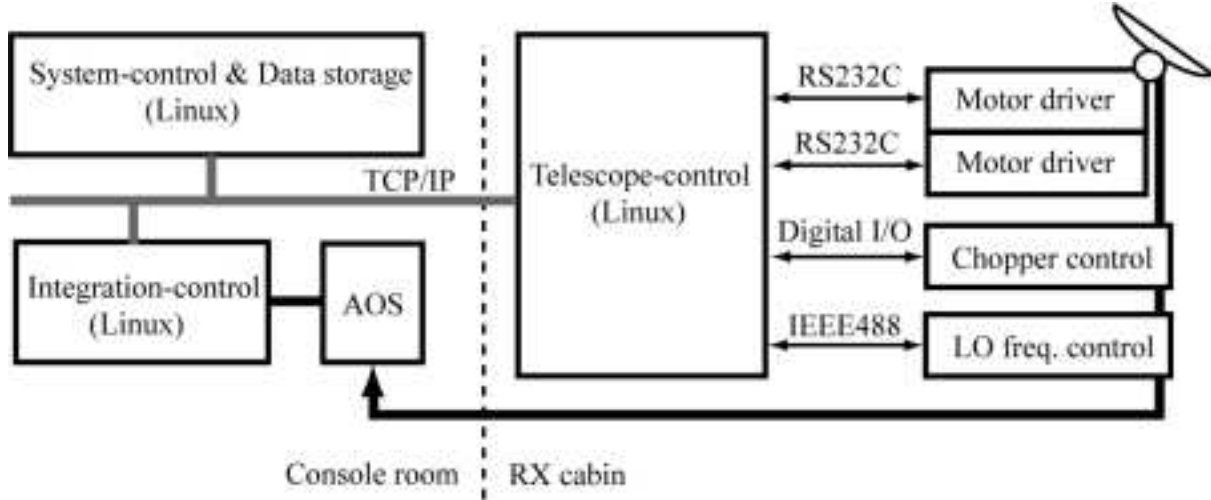 System-control & Data storage
(Linux)
TCP/IP
Integration-control
(Linux)
AOS
Telescope-control
(Linux)
RS232C
Motor driver
RS232C
Motor driver
Digital I/O
Chopper control
IEEE488
LO freq. control
Console room
RX cabin